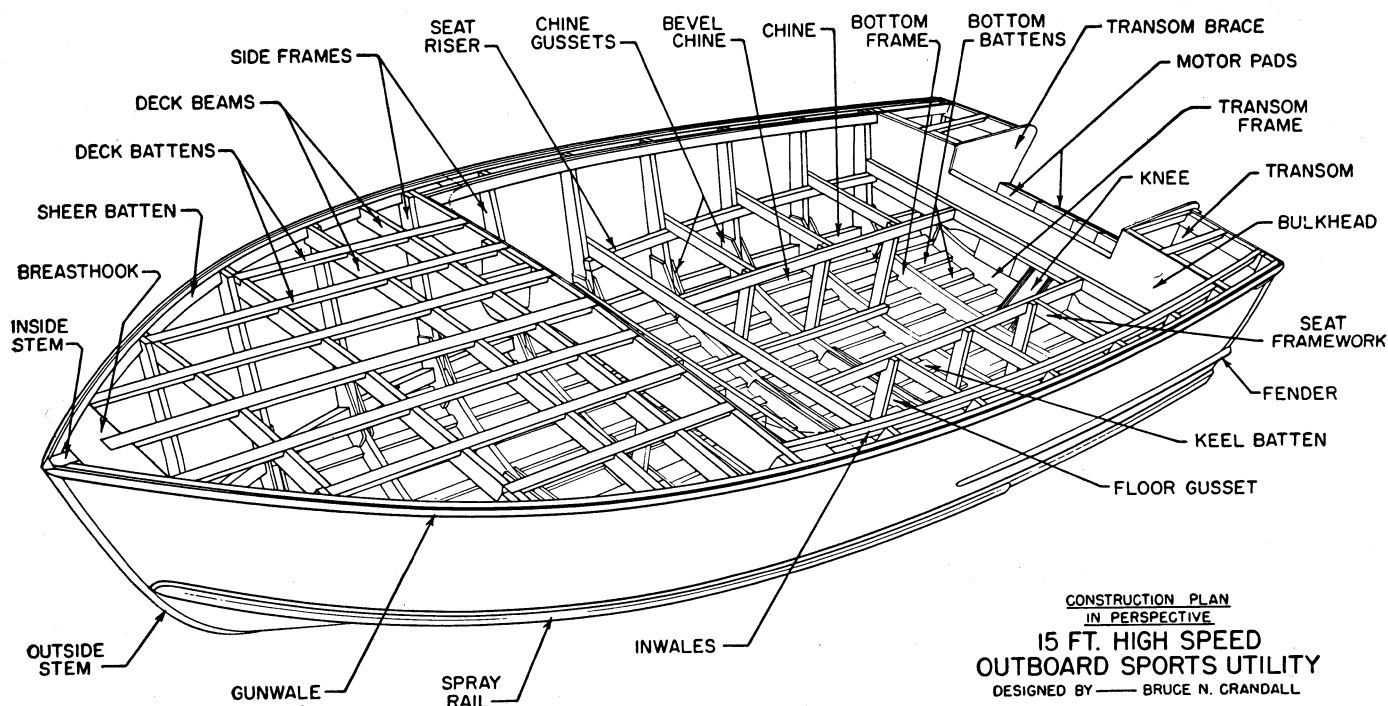 SEAT
RISER
CHINE
GUSSETS
BEVEL
CHINE
CHINE
BOTTOM
FRAME
BOTTOM
BATTENS
TRANSOM BRACE
SIDE FRAMES
MOTOR PADS
DECK BEAMS
TRANSOM
FRAME
DECK BATTENS
KNEE
TRANSOM
SHEER BATTEN
BULKHEAD
BREASTHOOK
INSIDE
STEM
SEAT
FRAMEWORK
FENDER
KEEL BATTEN
FLOOR GUSSET
OUTSIDE
STEM
GUNWALE
SPRAY
RAIL
INWALES
CONSTRUCTION PLAN
IN PERSPECTIVE
15 FT. HIGH SPEED
OUTBOARD SPORTS UTILITY
DESIGNED BY —— BRUCE N. CRANDALL